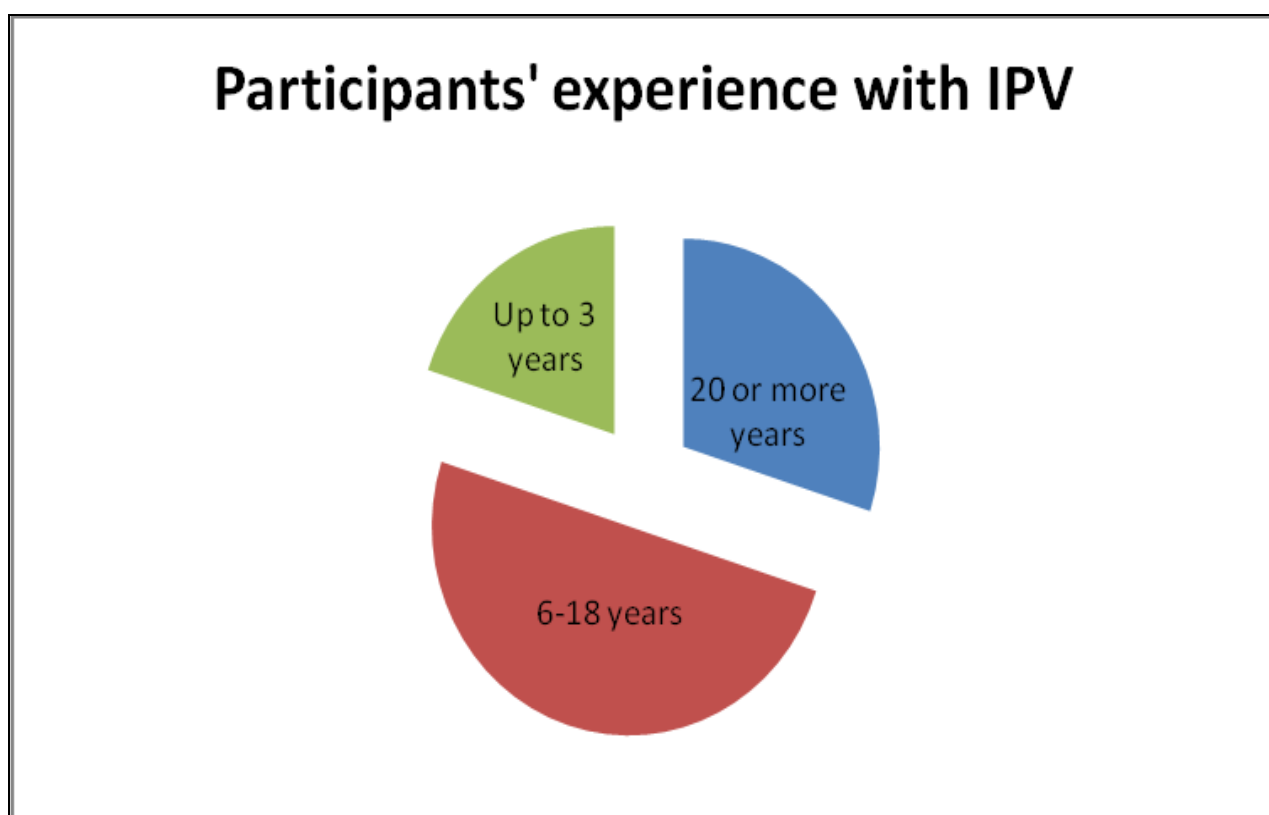 Participants' experience with IPV
Up to 3
years
20 or more
years
6-18 years